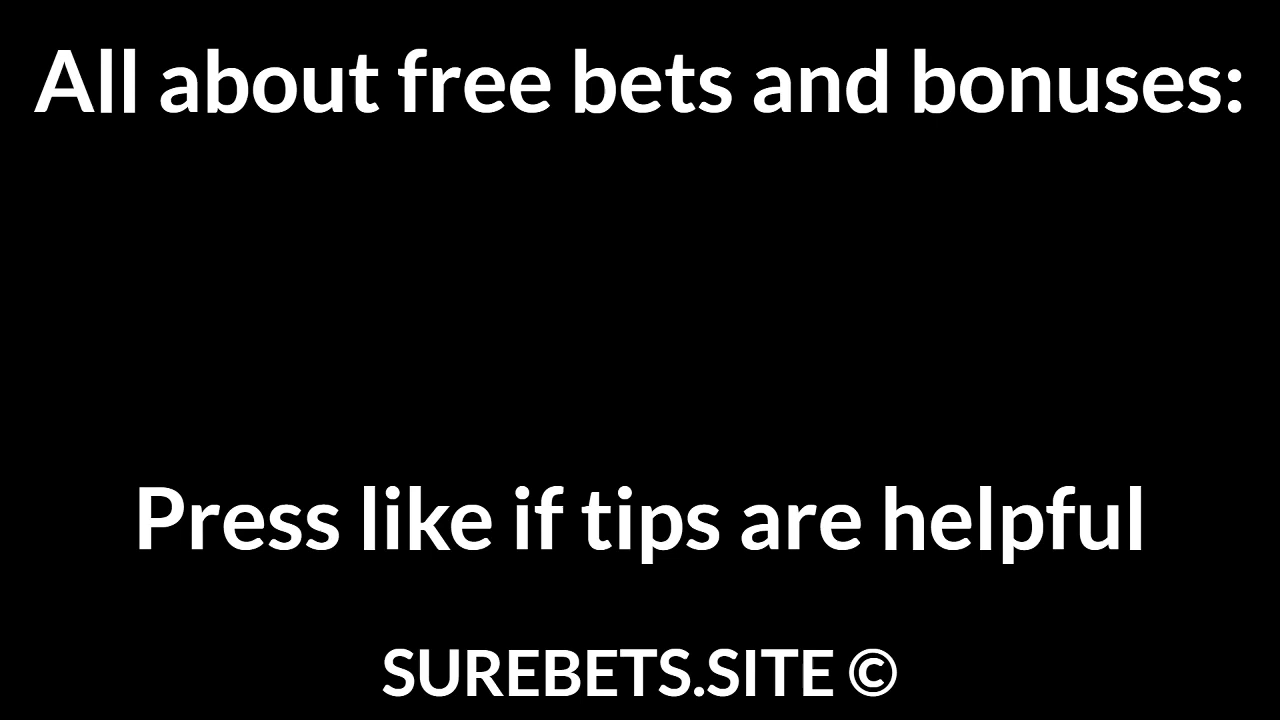 All about free bets and bonuses:
Press like if tips are helpful
SUREBETS.SITE ©